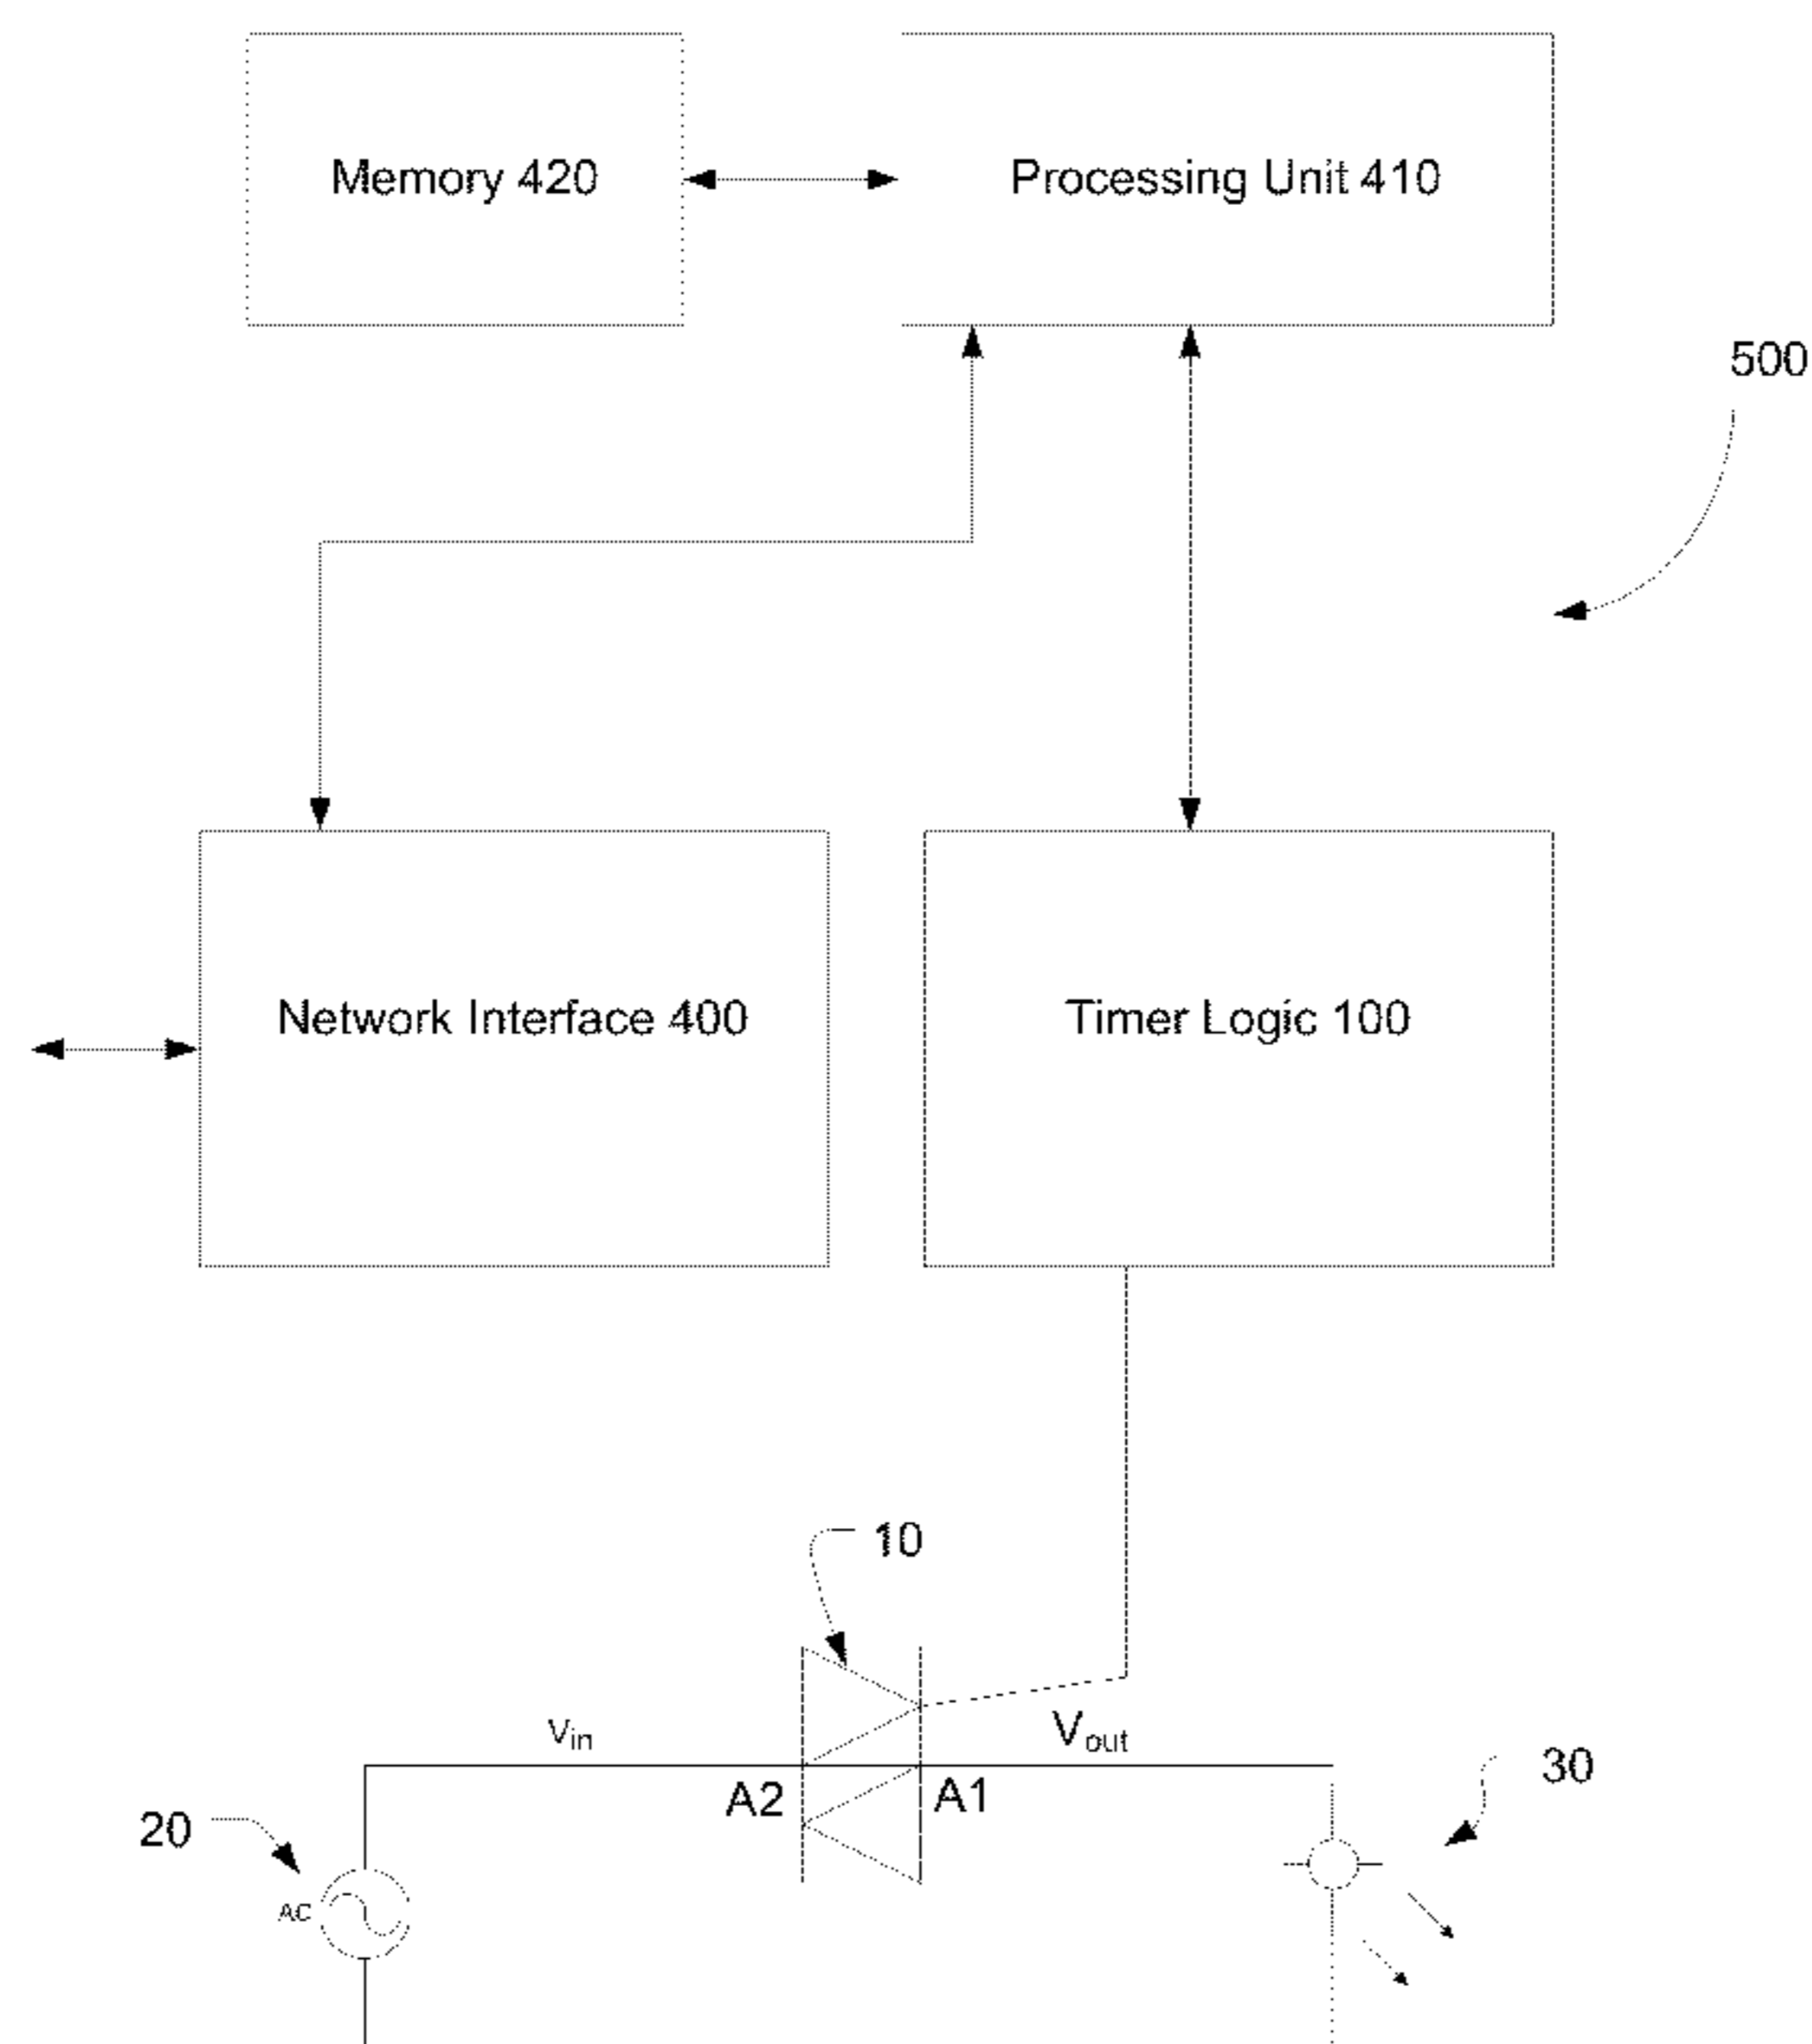 Memory 420
Processing Unit 410
500
Network Interface 400
Timer Logic 100
10
Vin
Vout
A2
A1
30
20
AC